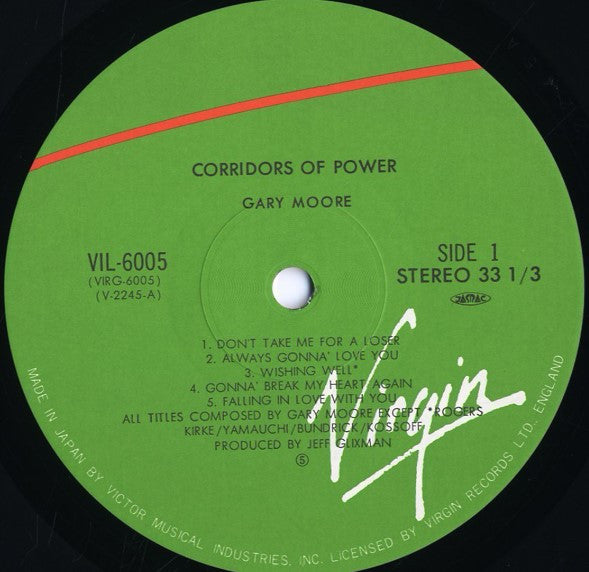 CORRIDORS OF POWER
GARY MOORE
VIL-6005
(VIRG-6005)
(V-2245-A)
SIDE 1
STEREO 33 1/3
JASRAC
1. DON'T TAKE ME FOR A LOSER
2. ALWAYS GONNA' LOVE YOU
3. WISHING WELL*
4. GONNA' BREAK MY HEART AGAIN
5. FALLING IN LOVE WITH YOU
ALL TITLES COMPOSED BY GARY MOORE EXCEPT *ROGERS
KIRKE/YAMAUCHI/BUNDRICK/KOSSOFF
PRODUCED BY JEFF GLIXMAN
⑤
Virgin
MADE IN JAPAN BY VICTOR MUSICAL INDUSTRIES, INC. LICENSED BY VIRGIN RECORDS LTD. ENGLAND